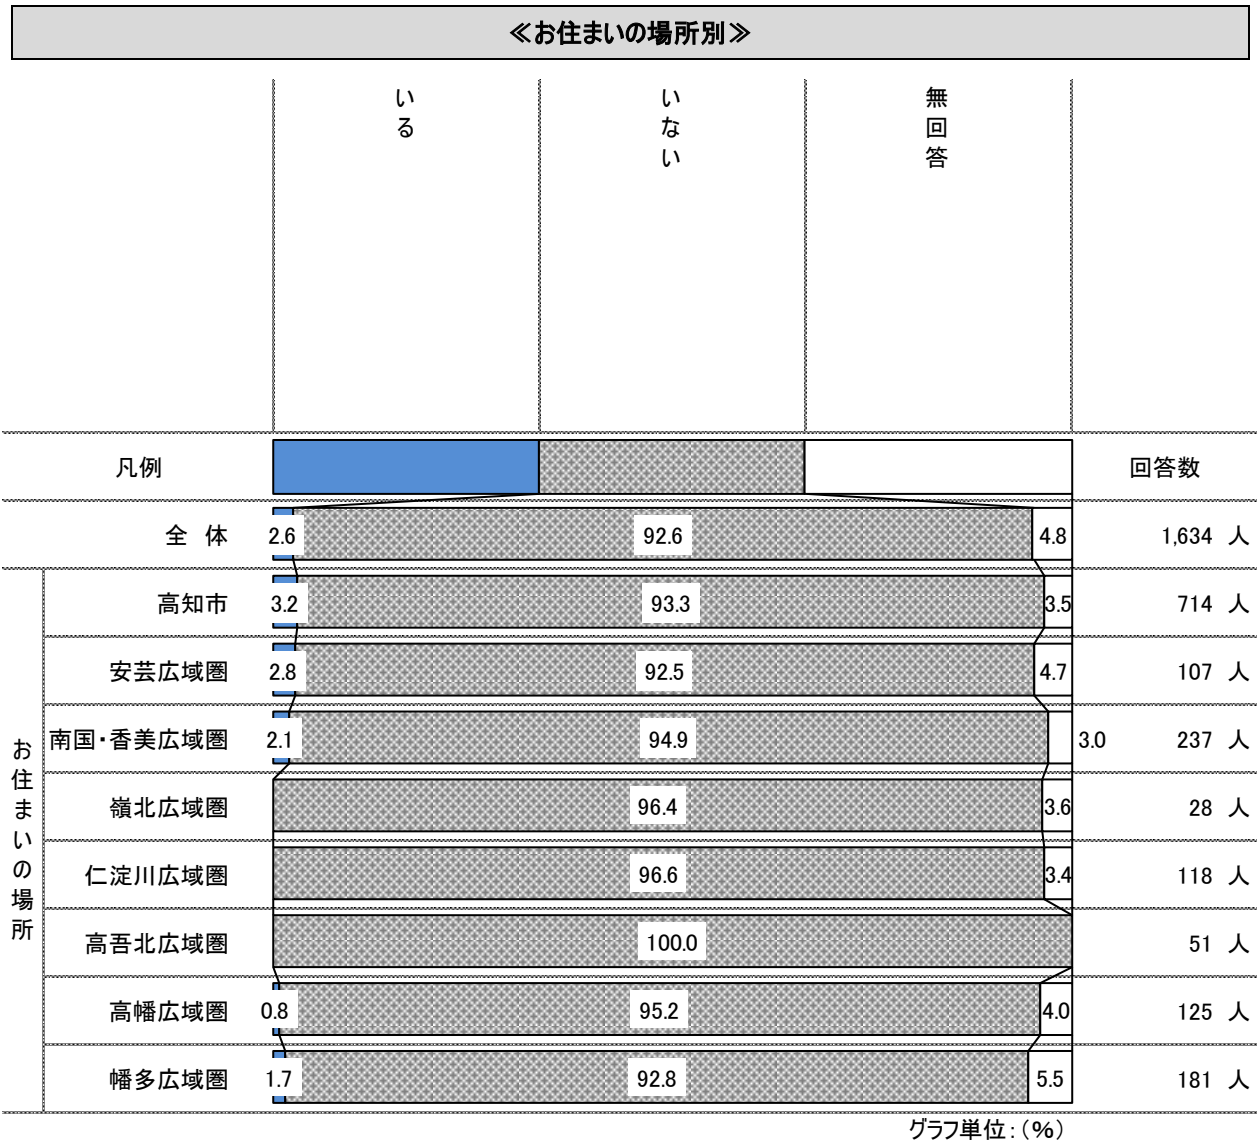 ≪お住まいの場所別≫
いる
いない
無回答
凡例 回答数
全 体 2.6 92.6 4.8 1,634 人
お住まいの場所
高知市 3.2 93.3 3.5 714 人
安芸広域圏 2.8 92.5 4.7 107 人
南国・香美広域圏 2.1 94.9 3.0 237 人
嶺北広域圏 96.4 3.6 28 人
仁淀川広域圏 96.6 3.4 118 人
高吾北広域圏 100.0 51 人
高幡広域圏 0.8 95.2 4.0 125 人
幡多広域圏 1.7 92.8 5.5 181 人
グラフ単位：（％）